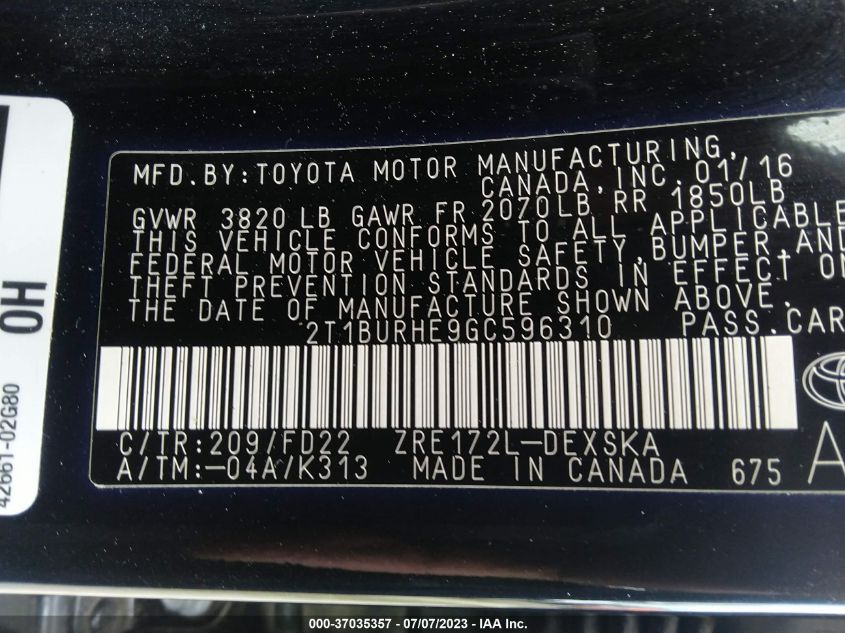 MFD.BY:TOYOTA MOTOR MANUFACTURING,
CANADA, INC. 01/16
GVWR 3820 LB GAWR FR 2070LB, RR 1850LB
THIS VEHICLE CONFORMS TO ALL APPLICABLE
FEDERAL MOTOR VEHICLE SAFETY, BUMPER, AND
THEFT PREVENTION STANDARDS IN EFFECT ON
THE DATE OF MANUFACTURE SHOWN ABOVE.
2T1BURHE9GC596310 PASS.CAR
C/TR:209/FD22 ZRE172L-DEXSKA
A/TM:-04A/K313 MADE IN CANADA 675
A
0H
42661-02G80
000-37035357 - 07/07/2023 - IAA Inc.